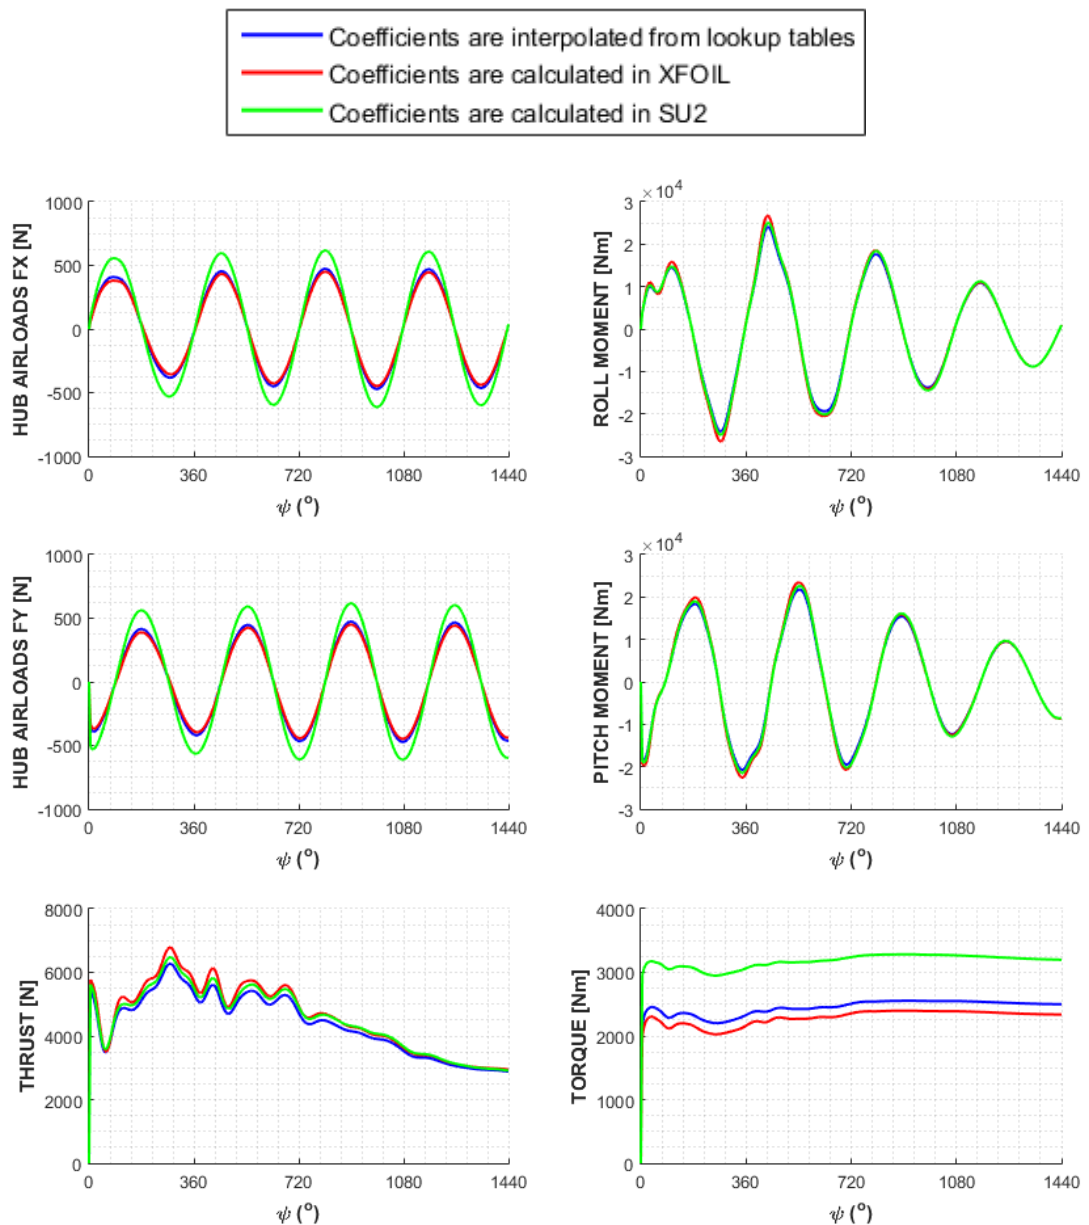 Coefficients are interpolated from lookup tables
Coefficients are calculated in XFOIL
Coefficients are calculated in SU2
HUB AIRLOADS FX [N]
1000
500
0
-500
-1000
0 360 720 1080 1440
ψ (°)
ROLL MOMENT [Nm]
× 10⁴
3
2
1
0
-1
-2
-3
0 360 720 1080 1440
ψ (°)
HUB AIRLOADS FY [N]
1000
500
0
-500
-1000
0 360 720 1080 1440
ψ (°)
PITCH MOMENT [Nm]
× 10⁴
3
2
1
0
-1
-2
-3
0 360 720 1080 1440
ψ (°)
THRUST [N]
8000
6000
4000
2000
0
0 360 720 1080 1440
ψ (°)
TORQUE [Nm]
4000
3000
2000
1000
0
0 360 720 1080 1440
ψ (°)